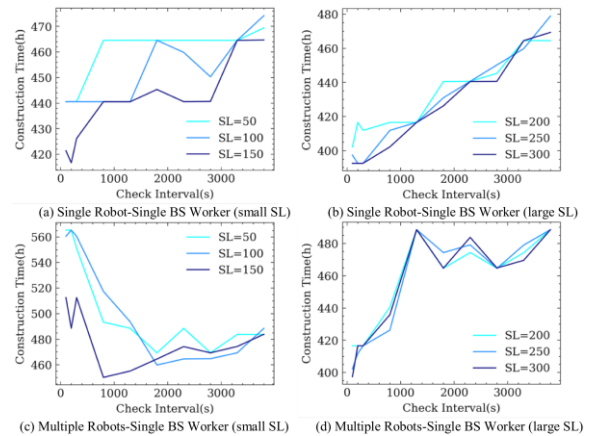 Construction Time(h)
470
460
450
440
430
420
SL=50
SL=100
SL=150
0 1000 2000 3000
Check Interval(s)
(a) Single Robot-Single BS Worker (small SL)
Construction Time(h)
480
460
440
420
400
SL=200
SL=250
SL=300
0 1000 2000 3000
Check Interval(s)
(b) Single Robot-Single BS Worker (large SL)
Construction Time(h)
560
540
520
500
480
460
SL=50
SL=100
SL=150
0 1000 2000 3000
Check Interval(s)
(c) Multiple Robots-Single BS Worker (small SL)
Construction Time(h)
480
460
440
420
400
SL=200
SL=250
SL=300
0 1000 2000 3000
Check Interval(s)
(d) Multiple Robots-Single BS Worker (large SL)